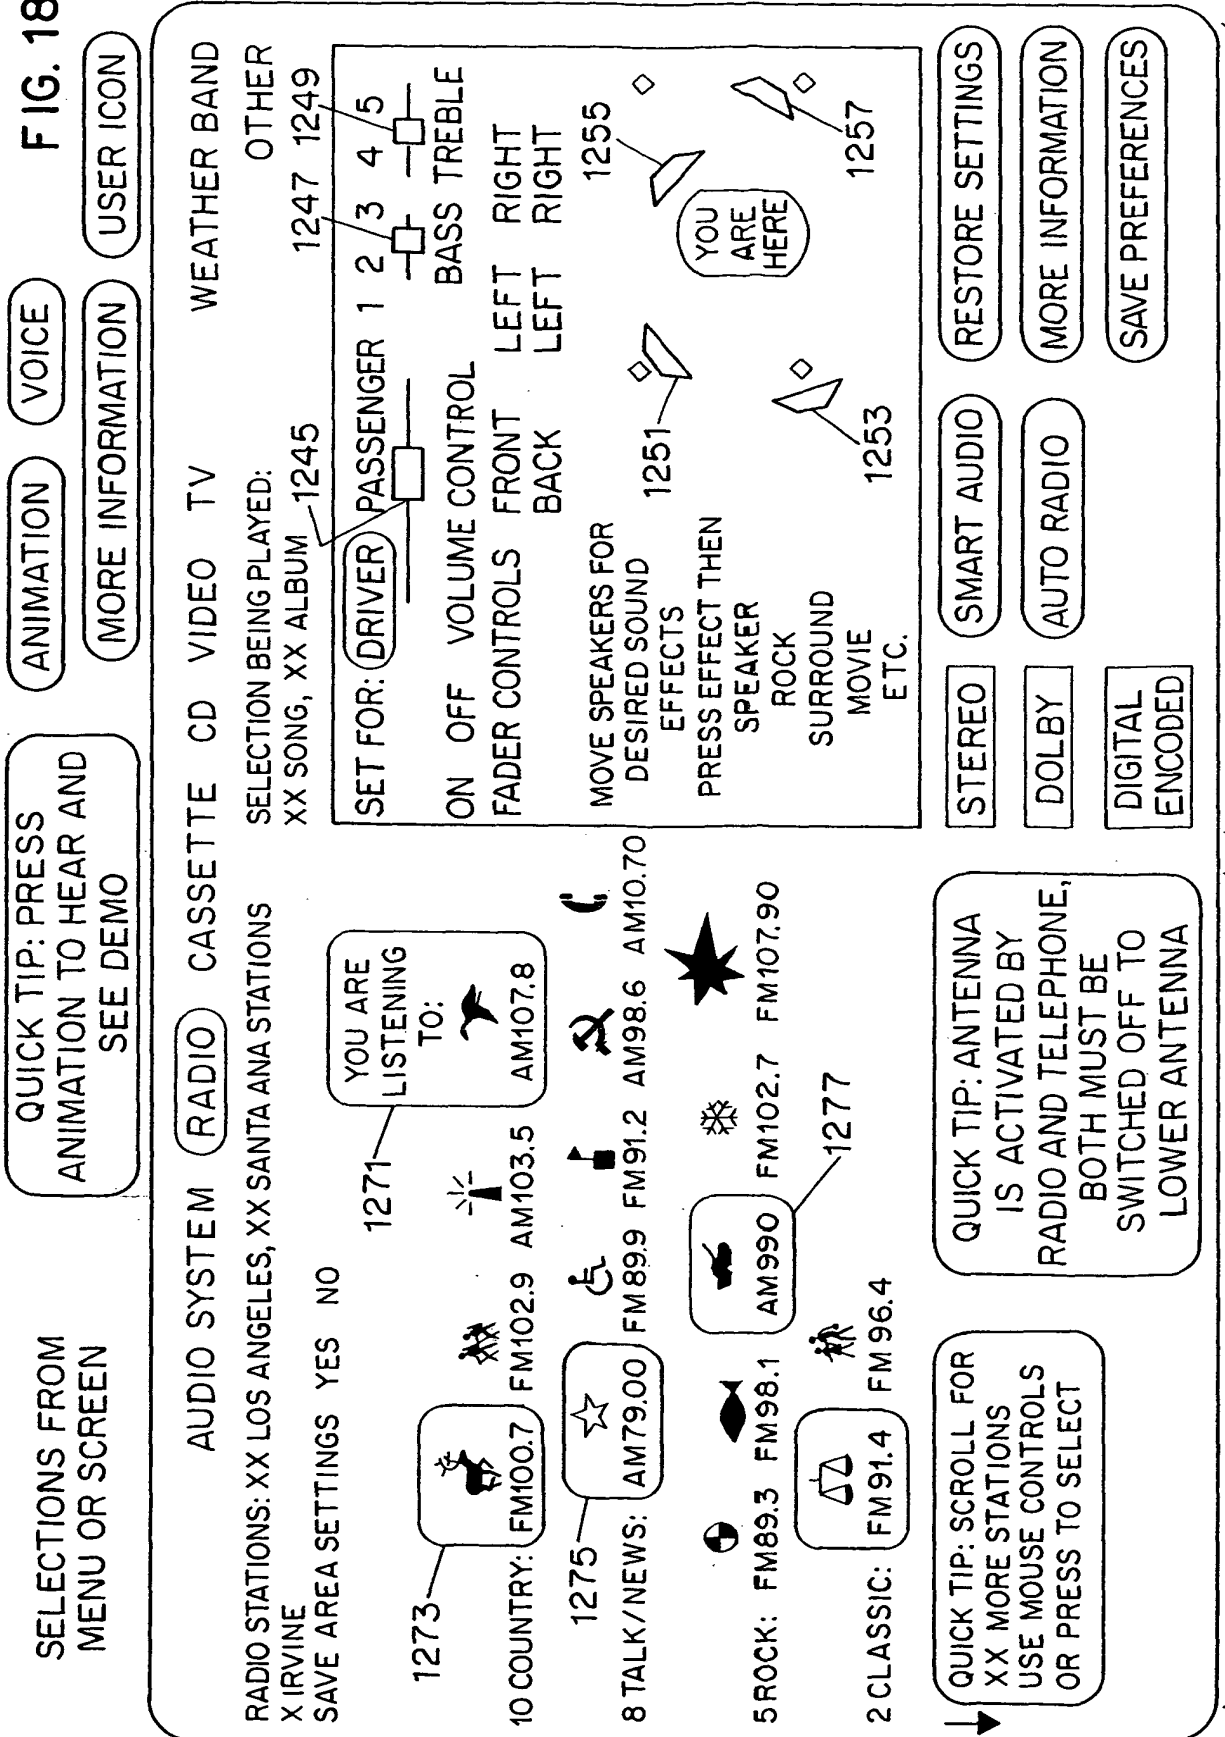 FIG. 18
SELECTIONS FROM
MENU OR SCREEN
QUICK TIP: PRESS
ANIMATION TO HEAR AND
SEE DEMO
ANIMATION
VOICE
MORE INFORMATION
USER ICON
AUDIO SYSTEM RADIO CASSETTE CD VIDEO TV WEATHER BAND
RADIO STATIONS: XX LOS ANGELES, XX SANTA ANA STATIONS
X IRVINE
SAVE AREA SETTINGS YES NO
SELECTION BEING PLAYED:
XX SONG, XX ALBUM
OTHER
1245
1247
1249
1271
YOU ARE
LISTENING
TO:
AM107.8
1273
10 COUNTRY: FM100.7 FM102.9 AM103.5
1275
8 TALK/NEWS: AM79.00 FM89.9 FM91.2 AM98.6 AM10.70
5 ROCK: FM89.3 FM98.1 AM990 FM102.7 FM107.90
1277
2 CLASSIC: FM91.4 FM96.4
SET FOR: DRIVER PASSENGER 1 2 3 4 5
ON OFF VOLUME CONTROL BASS TREBLE
FADER CONTROLS FRONT LEFT RIGHT
BACK LEFT RIGHT
MOVE SPEAKERS FOR
DESIRED SOUND
EFFECTS
PRESS EFFECT THEN
SPEAKER
ROCK
SURROUND
MOVIE
ETC.
1251
1253
1255
1257
YOU
ARE
HERE
QUICK TIP: SCROLL FOR
XX MORE STATIONS
USE MOUSE CONTROLS
OR PRESS TO SELECT
QUICK TIP: ANTENNA
IS ACTIVATED BY
RADIO AND TELEPHONE,
BOTH MUST BE
SWITCHED OFF TO
LOWER ANTENNA
STEREO
SMART AUDIO
RESTORE SETTINGS
DOLBY
AUTO RADIO
MORE INFORMATION
DIGITAL
ENCODED
SAVE PREFERENCES